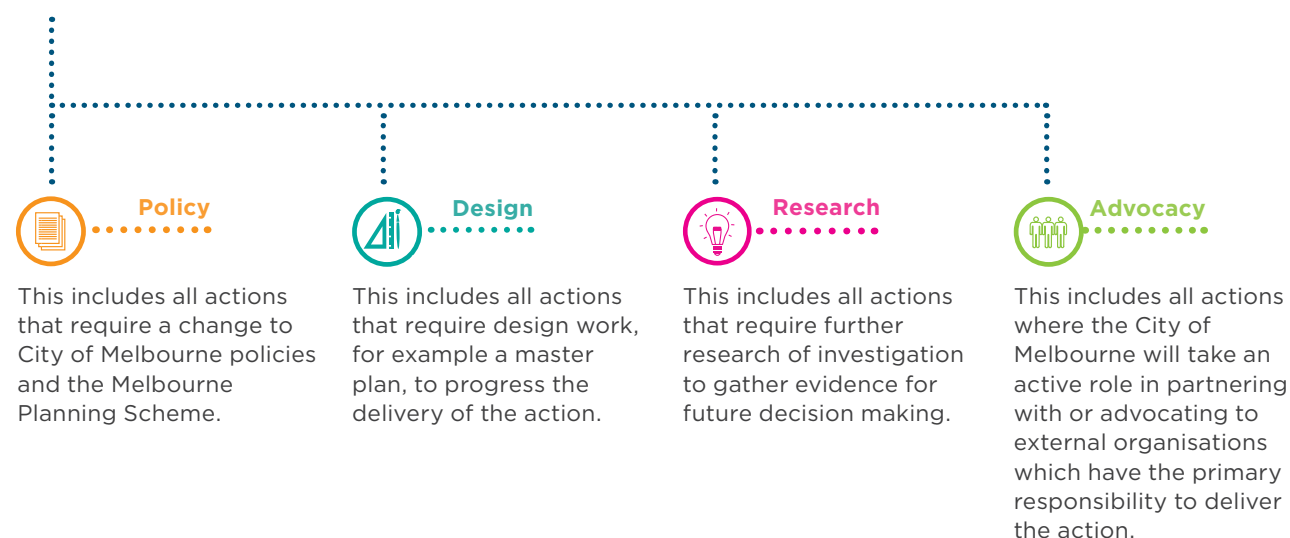 Policy
This includes all actions
that require a change to
City of Melbourne policies
and the Melbourne
Planning Scheme.
Design
This includes all actions
that require design work,
for example a master
plan, to progress the
delivery of the action.
Research
This includes all actions
that require further
research of investigation
to gather evidence for
future decision making.
Advocacy
This includes all actions
where the City of
Melbourne will take an
active role in partnering
with or advocating to
external organisations
which have the primary
responsibility to deliver
the action.